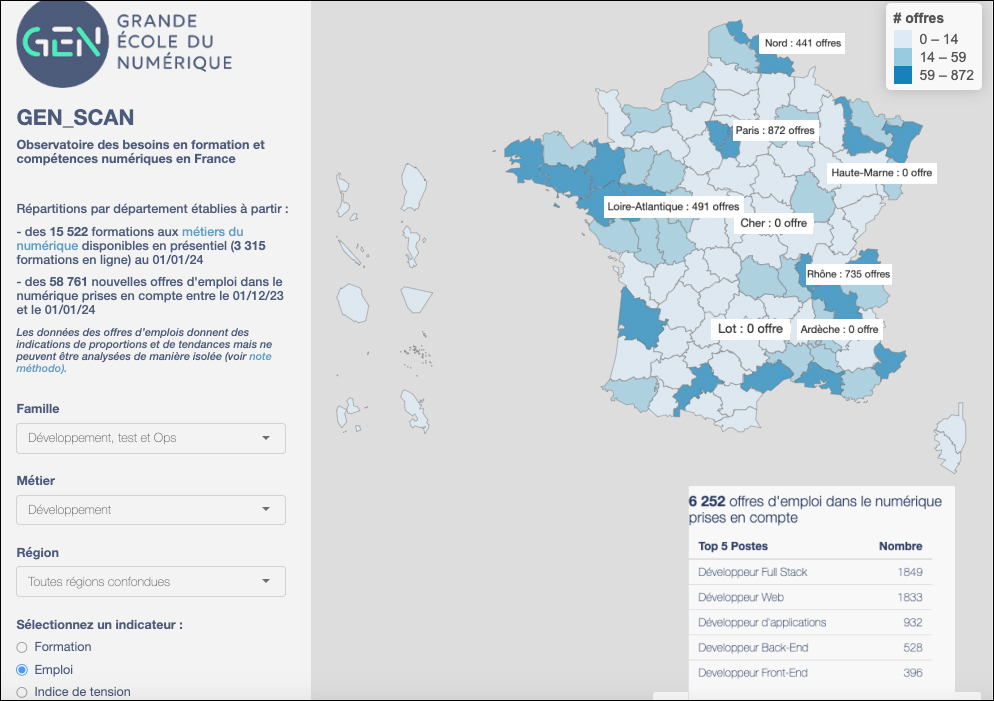 GEN
GRANDE
ÉCOLE DU
NUMÉRIQUE
GEN_SCAN
Observatoire des besoins en formation et
compétences numériques en France
Répartitions par département établies à partir :
- des 15 522 formations aux métiers du
numérique disponibles en présentiel (3 315
formations en ligne) au 01/01/24
- des 58 761 nouvelles offres d'emploi dans le
numérique prises en compte entre le 01/12/23
et le 01/01/24
Les données des offres d'emplois donnent des
indications de proportions et de tendances mais ne
peuvent être analysées de manière isolée (voir note
méthodo).
Famille
Développement, test et Ops
Métier
Développement
Région
Toutes régions confondues
Sélectionnez un indicateur :
Formation
Emploi
Indice de tension
# offres
0 – 14
14 – 59
59 – 872
Nord : 441 offres
Paris : 872 offres
Haute-Marne : 0 offre
Loire-Atlantique : 491 offres
Cher : 0 offre
Rhône : 735 offres
Lot : 0 offre
Ardèche : 0 offre
6 252 offres d'emploi dans le numérique
prises en compte
Top 5 Postes Nombre
Développeur Full Stack 1849
Développeur Web 1833
Développeur d'applications 932
Développeur Back-End 528
Développeur Front-End 396